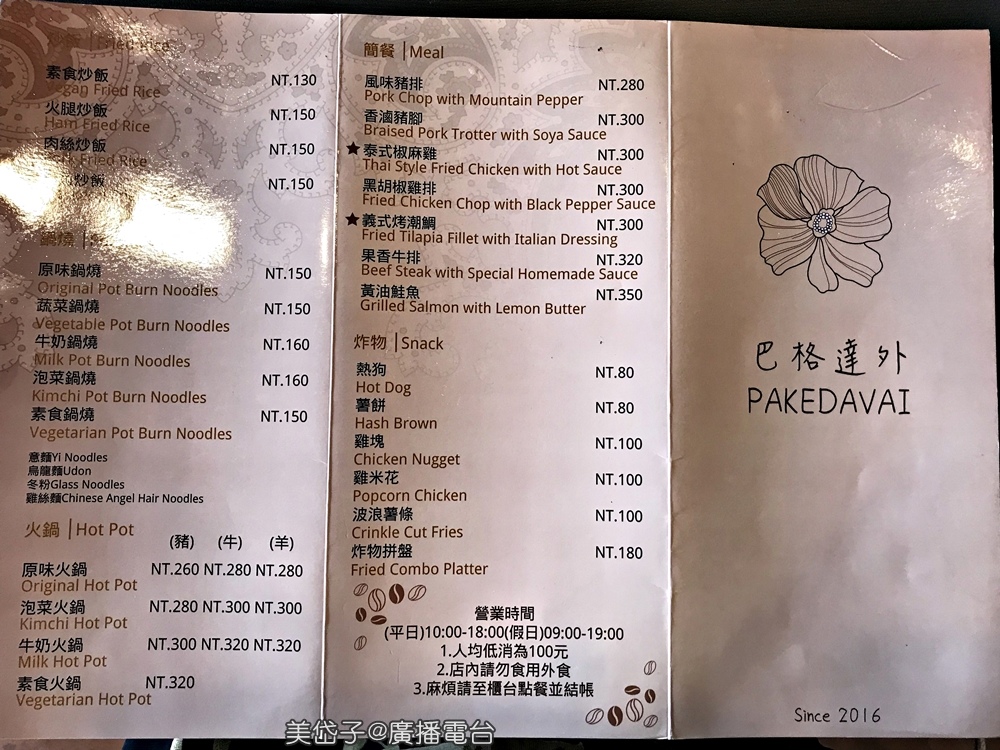 Fried Rice
素食炒飯 NT.130
Vegan Fried Rice
火腿炒飯 NT.150
Ham Fried Rice
肉絲炒飯 NT.150
Pork Fried Rice
炒飯 NT.150
鍋燒
原味鍋燒 NT.150
Original Pot Burn Noodles
蔬菜鍋燒 NT.150
Vegetable Pot Burn Noodles
牛奶鍋燒 NT.160
Milk Pot Burn Noodles
泡菜鍋燒 NT.160
Kimchi Pot Burn Noodles
素食鍋燒 NT.150
Vegetarian Pot Burn Noodles
意麵Yi Noodles
烏龍麵Udon
冬粉Glass Noodles
雞絲麵Chinese Angel Hair Noodles
火鍋 | Hot Pot
(豬) (牛) (羊)
原味火鍋 NT.260 NT.280 NT.280
Original Hot Pot
泡菜火鍋 NT.280 NT.300 NT.300
Kimchi Hot Pot
牛奶火鍋 NT.300 NT.320 NT.320
Milk Hot Pot
素食火鍋 NT.320
Vegetarian Hot Pot
簡餐 | Meal
風味豬排 NT.280
Pork Chop with Mountain Pepper
香滷豬腳 NT.300
Braised Pork Trotter with Soya Sauce
★泰式椒麻雞 NT.300
Thai Style Fried Chicken with Hot Sauce
黑胡椒雞排 NT.300
Fried Chicken Chop with Black Pepper Sauce
★義式烤潮鯛 NT.300
Fried Tilapia Fillet with Italian Dressing
果香牛排 NT.320
Beef Steak with Special Homemade Sauce
黃油鮭魚 NT.350
Grilled Salmon with Lemon Butter
炸物 | Snack
熱狗 NT.80
Hot Dog
薯餅 NT.80
Hash Brown
雞塊 NT.100
Chicken Nugget
雞米花 NT.100
Popcorn Chicken
波浪薯條 NT.100
Crinkle Cut Fries
炸物拼盤 NT.180
Fried Combo Platter
營業時間
(平日)10:00-18:00(假日)09:00-19:00
1.人均低消為100元
2.店內請勿食用外食
3.麻煩請至櫃台點餐並結帳
巴格達外
PAKEDAVAI
Since 2016
美岱子@廣播電台